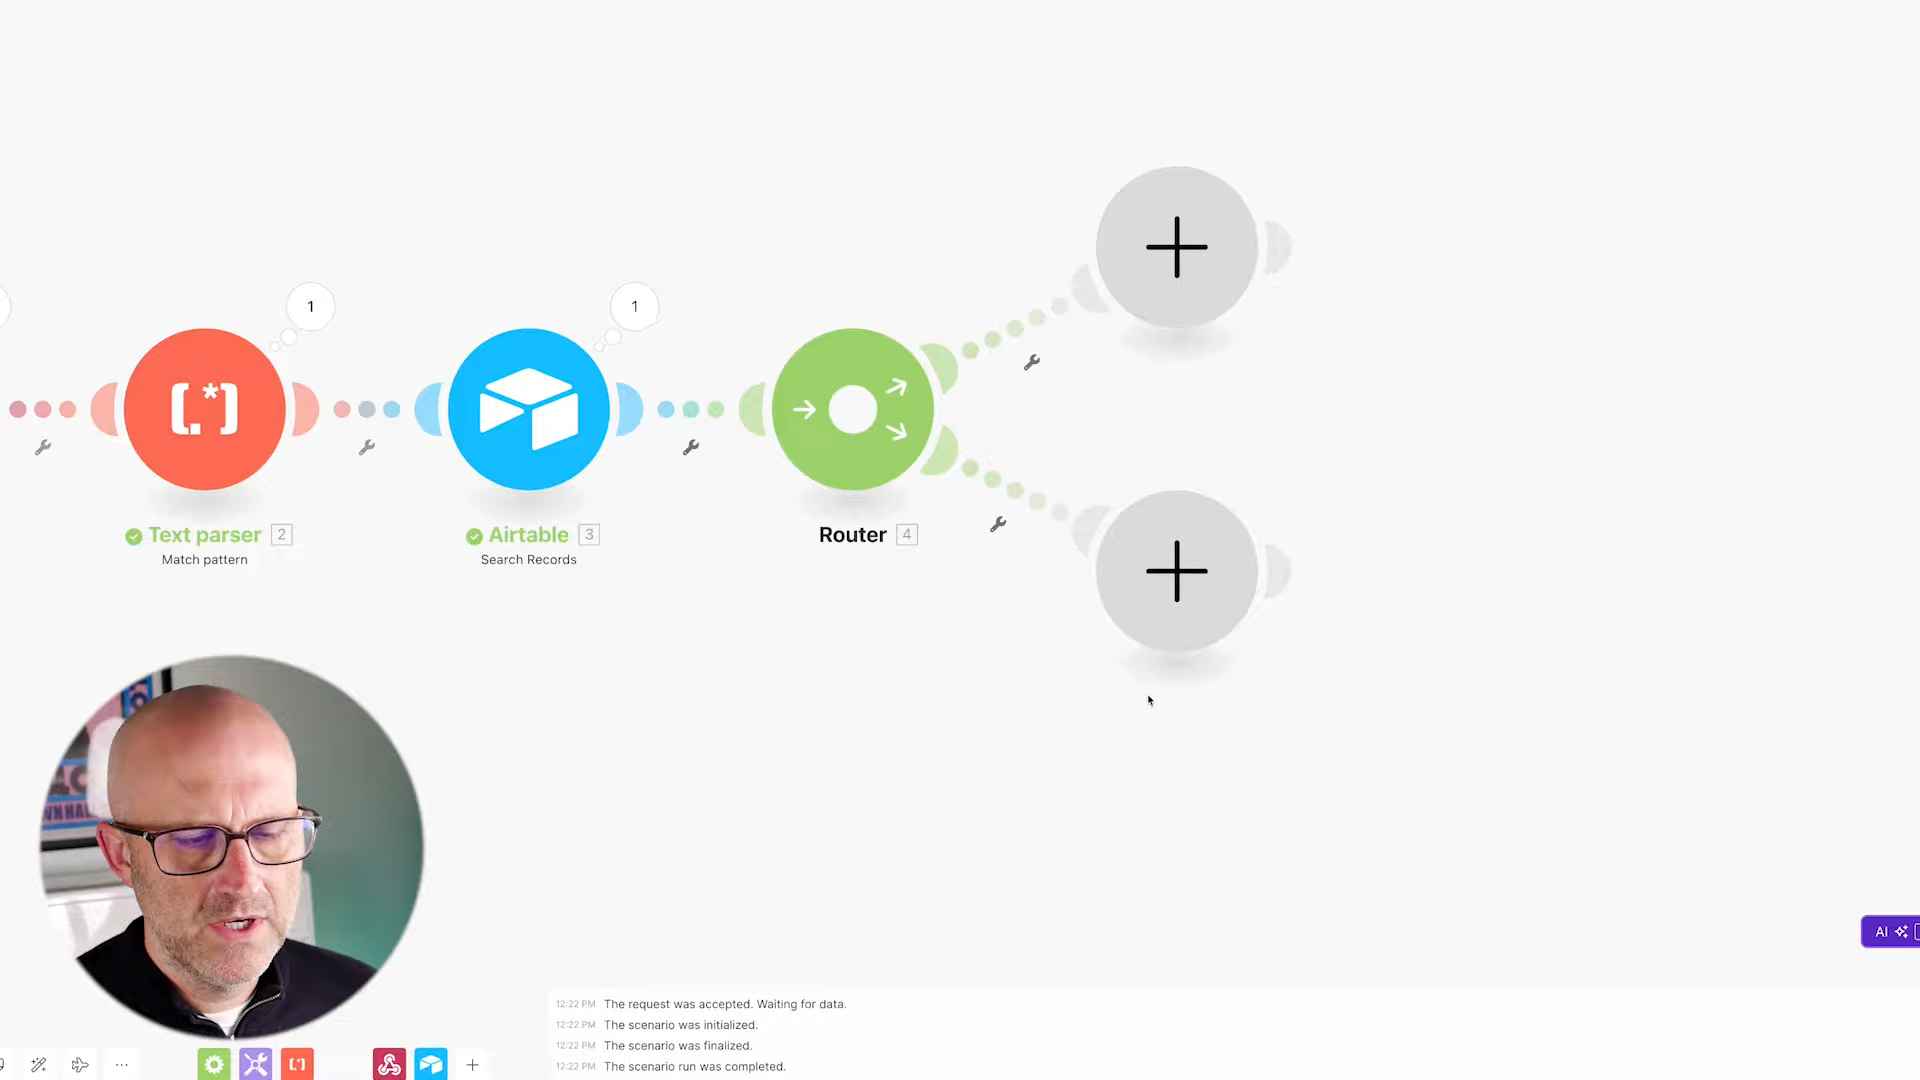 1
1
Text parser 2
Match pattern
Airtable 3
Search Records
Router 4
AI
12:22 PM The request was accepted. Waiting for data.
12:22 PM The scenario was initialized.
12:22 PM The scenario was finalized.
12:22 PM The scenario run was completed.